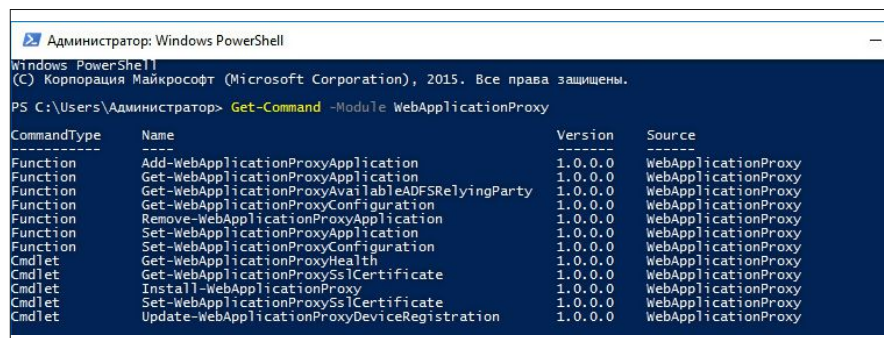 Администратор: Windows PowerShell
Windows PowerShell
(C) Корпорация Майкрософт (Microsoft Corporation), 2015. Все права защищены.
PS C:\Users\Администратор> Get-Command -Module WebApplicationProxy
CommandType Name Version Source
----------- ---- ------- ------
Function Add-WebApplicationProxyApplication 1.0.0.0 WebApplicationProxy
Function Get-WebApplicationProxyApplication 1.0.0.0 WebApplicationProxy
Function Get-WebApplicationProxyAvailableADFSRelyingParty 1.0.0.0 WebApplicationProxy
Function Get-WebApplicationProxyConfiguration 1.0.0.0 WebApplicationProxy
Function Remove-WebApplicationProxyApplication 1.0.0.0 WebApplicationProxy
Function Set-WebApplicationProxyApplication 1.0.0.0 WebApplicationProxy
Function Set-WebApplicationProxyConfiguration 1.0.0.0 WebApplicationProxy
Cmdlet Get-WebApplicationProxyHealth 1.0.0.0 WebApplicationProxy
Cmdlet Get-WebApplicationProxySslCertificate 1.0.0.0 WebApplicationProxy
Cmdlet Install-WebApplicationProxy 1.0.0.0 WebApplicationProxy
Cmdlet Set-WebApplicationProxySslCertificate 1.0.0.0 WebApplicationProxy
Cmdlet Update-WebApplicationProxyDeviceRegistration 1.0.0.0 WebApplicationProxy